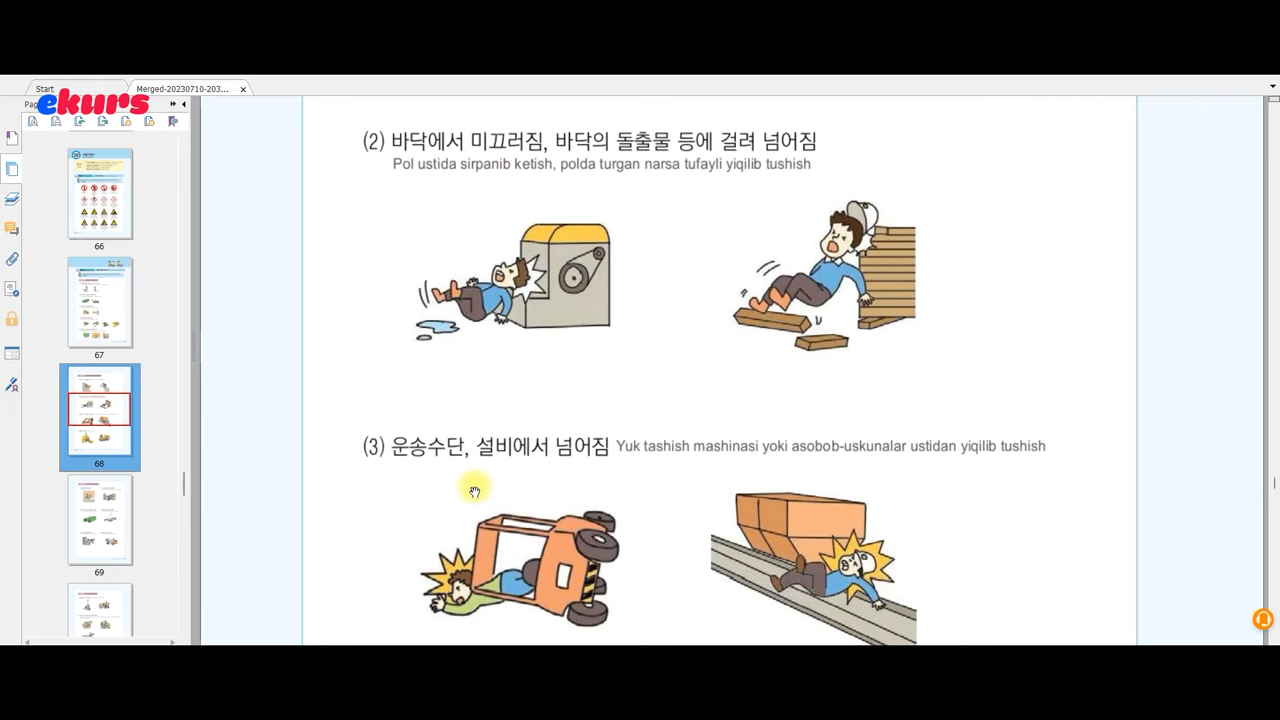 Start
Merged-20230710-203...
ekurs
(2) 바닥에서 미끄러짐, 바닥의 돌출물 등에 걸려 넘어짐
Pol ustida sirpanib ketish, polda turgan narsa tufayli yiqilib tushish
(3) 운송수단, 설비에서 넘어짐 Yuk tashish mashinasi yoki asobob-uskunalar ustidan yiqilib tushish
66
67
68
69